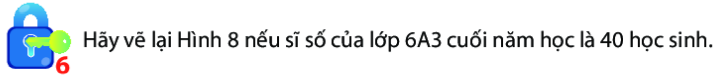 6 Hãy vẽ lại Hình 8 nếu sĩ số của lớp 6A3 cuối năm học là 40 học sinh.